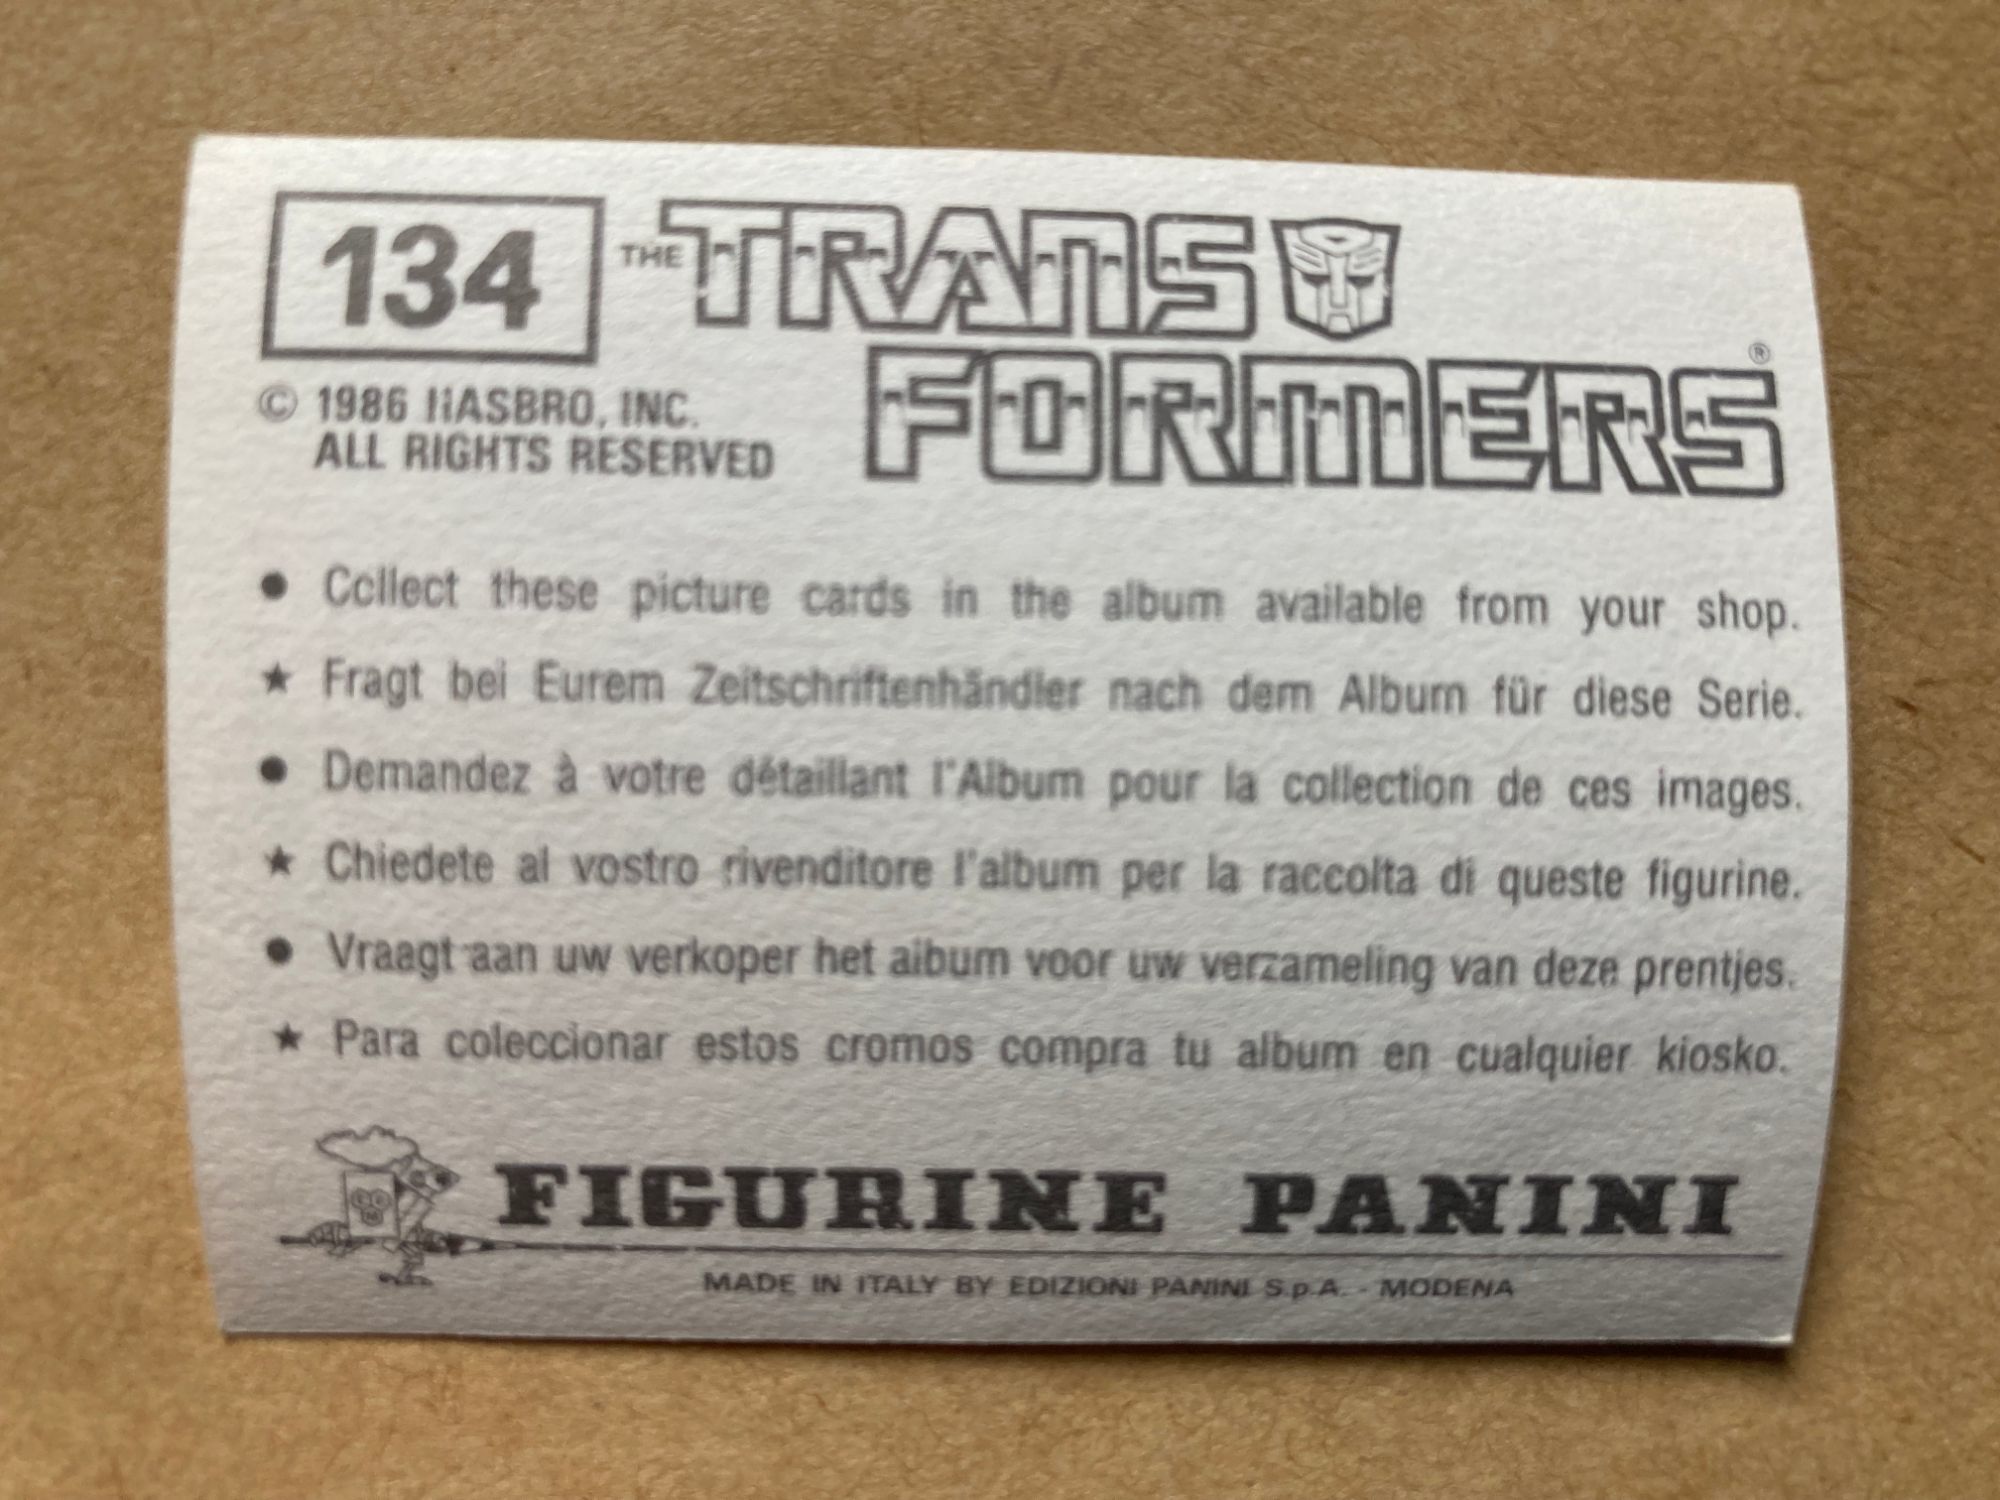 134
THE TRANS
FORMERS ®
© 1986 HASBRO, INC.
ALL RIGHTS RESERVED
● Collect these picture cards in the album available from your shop.
★ Fragt bei Eurem Zeitschriftenhändler nach dem Album für diese Serie.
● Demandez à votre détaillant l'Album pour la collection de ces images.
★ Chiedete al vostro rivenditore l'album per la raccolta di queste figurine.
● Vraagt aan uw verkoper het album voor uw verzameling van deze prentjes.
★ Para coleccionar estos cromos compra tu album en cualquier kiosko.
FIGURINE PANINI
MADE IN ITALY BY EDIZIONI PANINI S.p.A. - MODENA